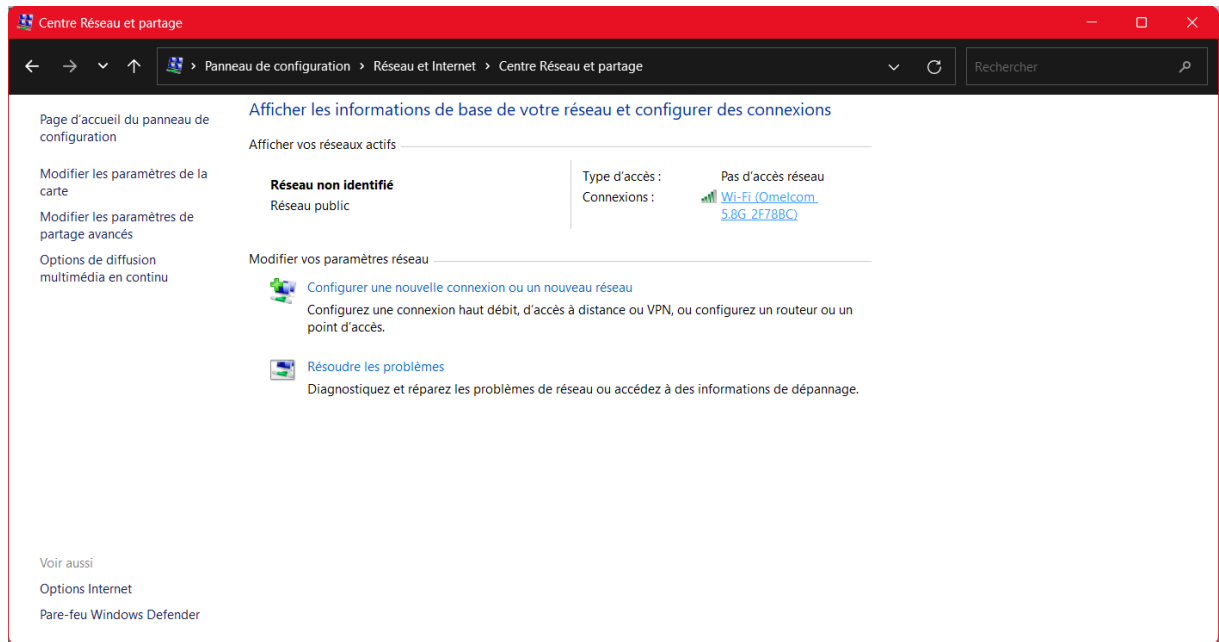 Centre Réseau et partage
Panneau de configuration › Réseau et Internet › Centre Réseau et partage
Rechercher
Page d'accueil du panneau de
configuration
Modifier les paramètres de la
carte
Modifier les paramètres de
partage avancés
Options de diffusion
multimédia en continu
Afficher les informations de base de votre réseau et configurer des connexions
Afficher vos réseaux actifs
Réseau non identifié
Réseau public
Type d'accès :
Pas d'accès réseau
Connexions :
Wi-Fi (Omelcom
5.8G 2F78BC)
Modifier vos paramètres réseau
Configurer une nouvelle connexion ou un nouveau réseau
Configurez une connexion haut débit, d'accès à distance ou VPN, ou configurez un routeur ou un
point d'accès.
Résoudre les problèmes
Diagnostiquez et réparez les problèmes de réseau ou accédez à des informations de dépannage.
Voir aussi
Options Internet
Pare-feu Windows Defender